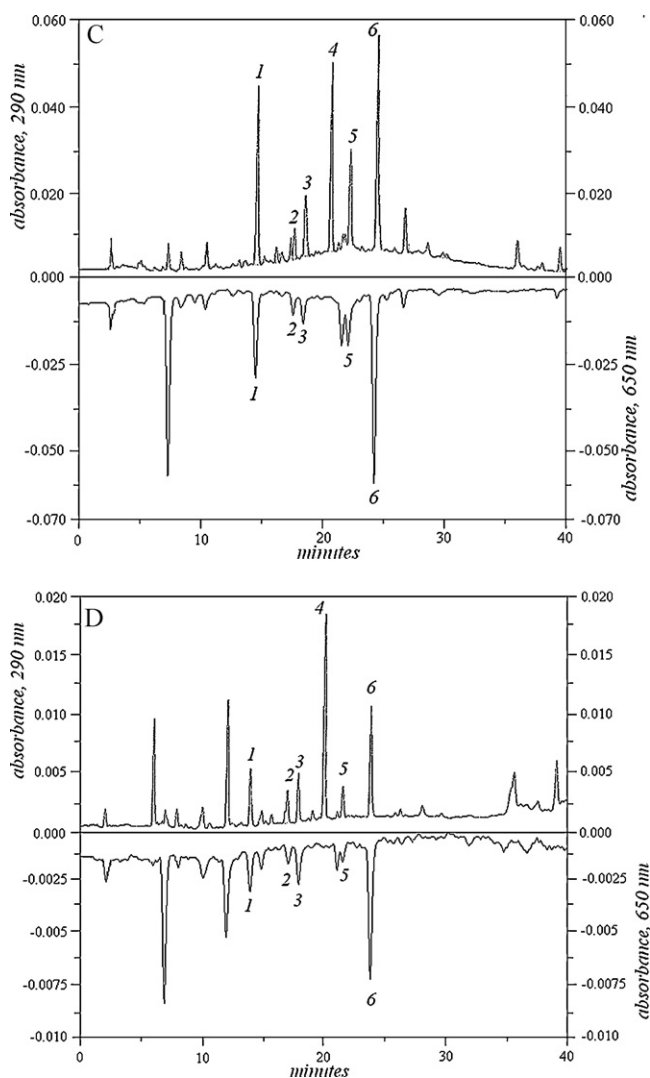 C
0.060 0.060
6
4
1
0.040 0.040
5
3
0.020 0.020
2
0.000 0.000
absorbance, 290 nm
2 3 5
-0.025 -0.025
1
-0.050 -0.050
6
-0.070 -0.070
absorbance, 650 nm
0 10 20 30 40
minutes
D
0.020 0.020
4
0.015 0.015
6
0.010 0.010
1 3
2 5
0.005 0.005
0.000 0.000
absorbance, 290 nm
2 5
-0.0025 -0.0025
1 3
-0.005 -0.005
-0.0075 -0.0075
6
-0.010 -0.010
absorbance, 650 nm
0 10 20 30 40
minutes